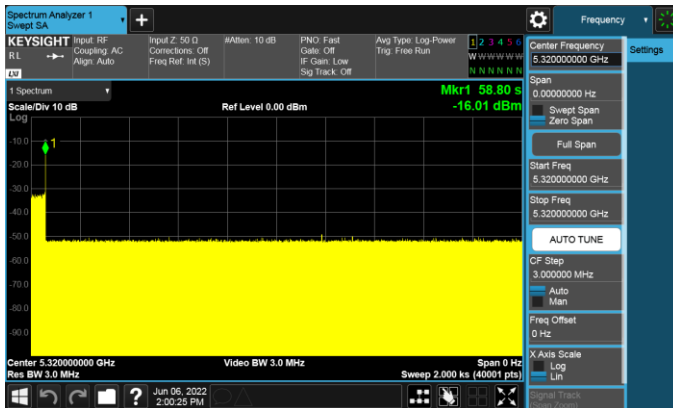 Spectrum Analyzer 1
Swept SA
+
Frequency
KEYSIGHT
RL
Input: RF
Coupling: AC
Align: Auto
Input Z: 50 Ω
Corrections: Off
Freq Ref: Int (S)
#Atten: 10 dB
PNO: Fast
Gate: Off
IF Gain: Low
Sig Track: Off
Avg Type: Log-Power
Trig: Free Run
1 2 3 4 5 6
W W W W W W
N N N N N N
LXI
1 Spectrum
Scale/Div 10 dB
Log
Ref Level 0.00 dBm
Mkr1 58.80 s
-16.01 dBm
1
-10.0
-20.0
-30.0
-40.0
-50.0
-60.0
-70.0
-80.0
-90.0
Center 5.320000000 GHz
Res BW 3.0 MHz
Video BW 3.0 MHz
Span 0 Hz
Sweep 2.000 ks (40001 pts)
Center Frequency
5.320000000 GHz
Settings
Span
0.00000000 Hz
Swept Span
Zero Span
Full Span
Start Freq
5.320000000 GHz
Stop Freq
5.320000000 GHz
AUTO TUNE
CF Step
3.000000 MHz
Auto
Man
Freq Offset
0 Hz
X Axis Scale
Log
Lin
Signal Track
(Span Zoom)
?
Jun 06, 2022
2:00:25 PM